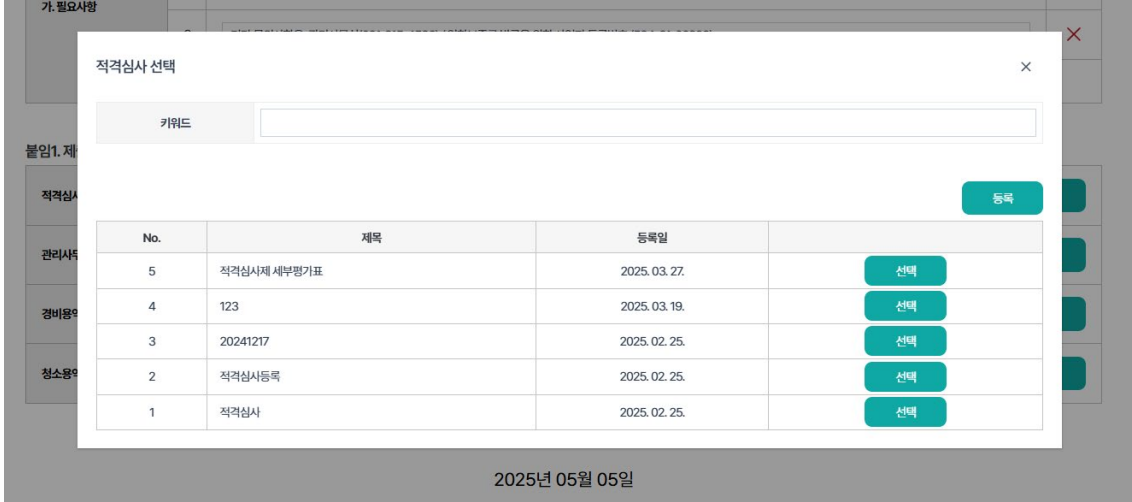 가. 필요사항
적격심사 선택
키워드
붙임1. 제
적격심사
등록
No. 제목 등록일
관리사무
5 적격심사제 세부평가표 2025. 03. 27. 선택
경비용역
4 123 2025. 03. 19. 선택
3 20241217 2025. 02. 25. 선택
청소용역
2 적격심사등록 2025. 02. 25. 선택
1 적격심사 2025. 02. 25. 선택
2025년 05월 05일